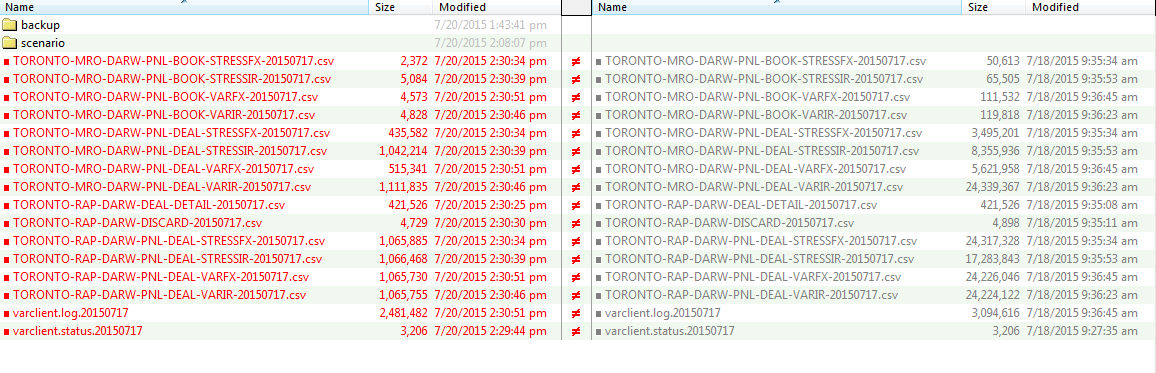 Name Size Modified Name Size Modified
backup 7/20/2015 1:43:41 pm
scenario 7/20/2015 2:08:07 pm
TORONTO-MRO-DARW-PNL-BOOK-STRESSFX-20150717.csv 2,372 7/20/2015 2:30:34 pm ≠ TORONTO-MRO-DARW-PNL-BOOK-STRESSFX-20150717.csv 50,613 7/18/2015 9:35:34 am
TORONTO-MRO-DARW-PNL-BOOK-STRESSIR-20150717.csv 5,084 7/20/2015 2:30:39 pm ≠ TORONTO-MRO-DARW-PNL-BOOK-STRESSIR-20150717.csv 65,505 7/18/2015 9:35:53 am
TORONTO-MRO-DARW-PNL-BOOK-VARFX-20150717.csv 4,573 7/20/2015 2:30:51 pm ≠ TORONTO-MRO-DARW-PNL-BOOK-VARFX-20150717.csv 111,532 7/18/2015 9:36:45 am
TORONTO-MRO-DARW-PNL-BOOK-VARIR-20150717.csv 4,828 7/20/2015 2:30:46 pm ≠ TORONTO-MRO-DARW-PNL-BOOK-VARIR-20150717.csv 119,818 7/18/2015 9:36:23 am
TORONTO-MRO-DARW-PNL-DEAL-STRESSFX-20150717.csv 435,582 7/20/2015 2:30:34 pm ≠ TORONTO-MRO-DARW-PNL-DEAL-STRESSFX-20150717.csv 3,495,201 7/18/2015 9:35:34 am
TORONTO-MRO-DARW-PNL-DEAL-STRESSIR-20150717.csv 1,042,214 7/20/2015 2:30:39 pm ≠ TORONTO-MRO-DARW-PNL-DEAL-STRESSIR-20150717.csv 8,355,936 7/18/2015 9:35:53 am
TORONTO-MRO-DARW-PNL-DEAL-VARFX-20150717.csv 515,341 7/20/2015 2:30:51 pm ≠ TORONTO-MRO-DARW-PNL-DEAL-VARFX-20150717.csv 5,621,958 7/18/2015 9:36:45 am
TORONTO-MRO-DARW-PNL-DEAL-VARIR-20150717.csv 1,111,835 7/20/2015 2:30:46 pm ≠ TORONTO-MRO-DARW-PNL-DEAL-VARIR-20150717.csv 24,339,367 7/18/2015 9:36:23 am
TORONTO-RAP-DARW-DEAL-DETAIL-20150717.csv 421,526 7/20/2015 2:30:25 pm ≠ TORONTO-RAP-DARW-DEAL-DETAIL-20150717.csv 421,526 7/18/2015 9:35:08 am
TORONTO-RAP-DARW-DISCARD-20150717.csv 4,729 7/20/2015 2:30:30 pm ≠ TORONTO-RAP-DARW-DISCARD-20150717.csv 4,898 7/18/2015 9:35:11 am
TORONTO-RAP-DARW-PNL-DEAL-STRESSFX-20150717.csv 1,065,885 7/20/2015 2:30:34 pm ≠ TORONTO-RAP-DARW-PNL-DEAL-STRESSFX-20150717.csv 24,317,328 7/18/2015 9:35:34 am
TORONTO-RAP-DARW-PNL-DEAL-STRESSIR-20150717.csv 1,066,468 7/20/2015 2:30:39 pm ≠ TORONTO-RAP-DARW-PNL-DEAL-STRESSIR-20150717.csv 17,283,843 7/18/2015 9:35:53 am
TORONTO-RAP-DARW-PNL-DEAL-VARFX-20150717.csv 1,065,730 7/20/2015 2:30:51 pm ≠ TORONTO-RAP-DARW-PNL-DEAL-VARFX-20150717.csv 24,226,046 7/18/2015 9:36:45 am
TORONTO-RAP-DARW-PNL-DEAL-VARIR-20150717.csv 1,065,755 7/20/2015 2:30:46 pm ≠ TORONTO-RAP-DARW-PNL-DEAL-VARIR-20150717.csv 24,224,122 7/18/2015 9:36:23 am
varclient.log.20150717 2,481,482 7/20/2015 2:30:51 pm ≠ varclient.log.20150717 3,094,616 7/18/2015 9:36:45 am
varclient.status.20150717 3,206 7/20/2015 2:29:44 pm ≠ varclient.status.20150717 3,206 7/18/2015 9:27:35 am